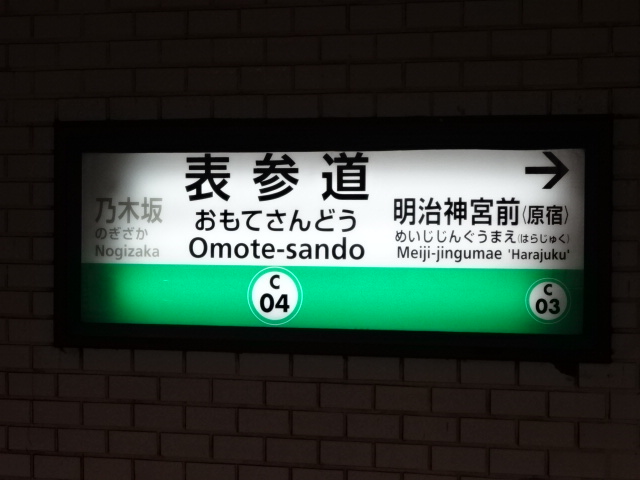 表参道
おもてさんどう
Omote-sando
C
04
乃木坂
のぎざか
Nogizaka
→
明治神宮前〈原宿〉
めいじじんぐうまえ(はらじゅく)
Meiji-jingumae 'Harajuku'
C
03